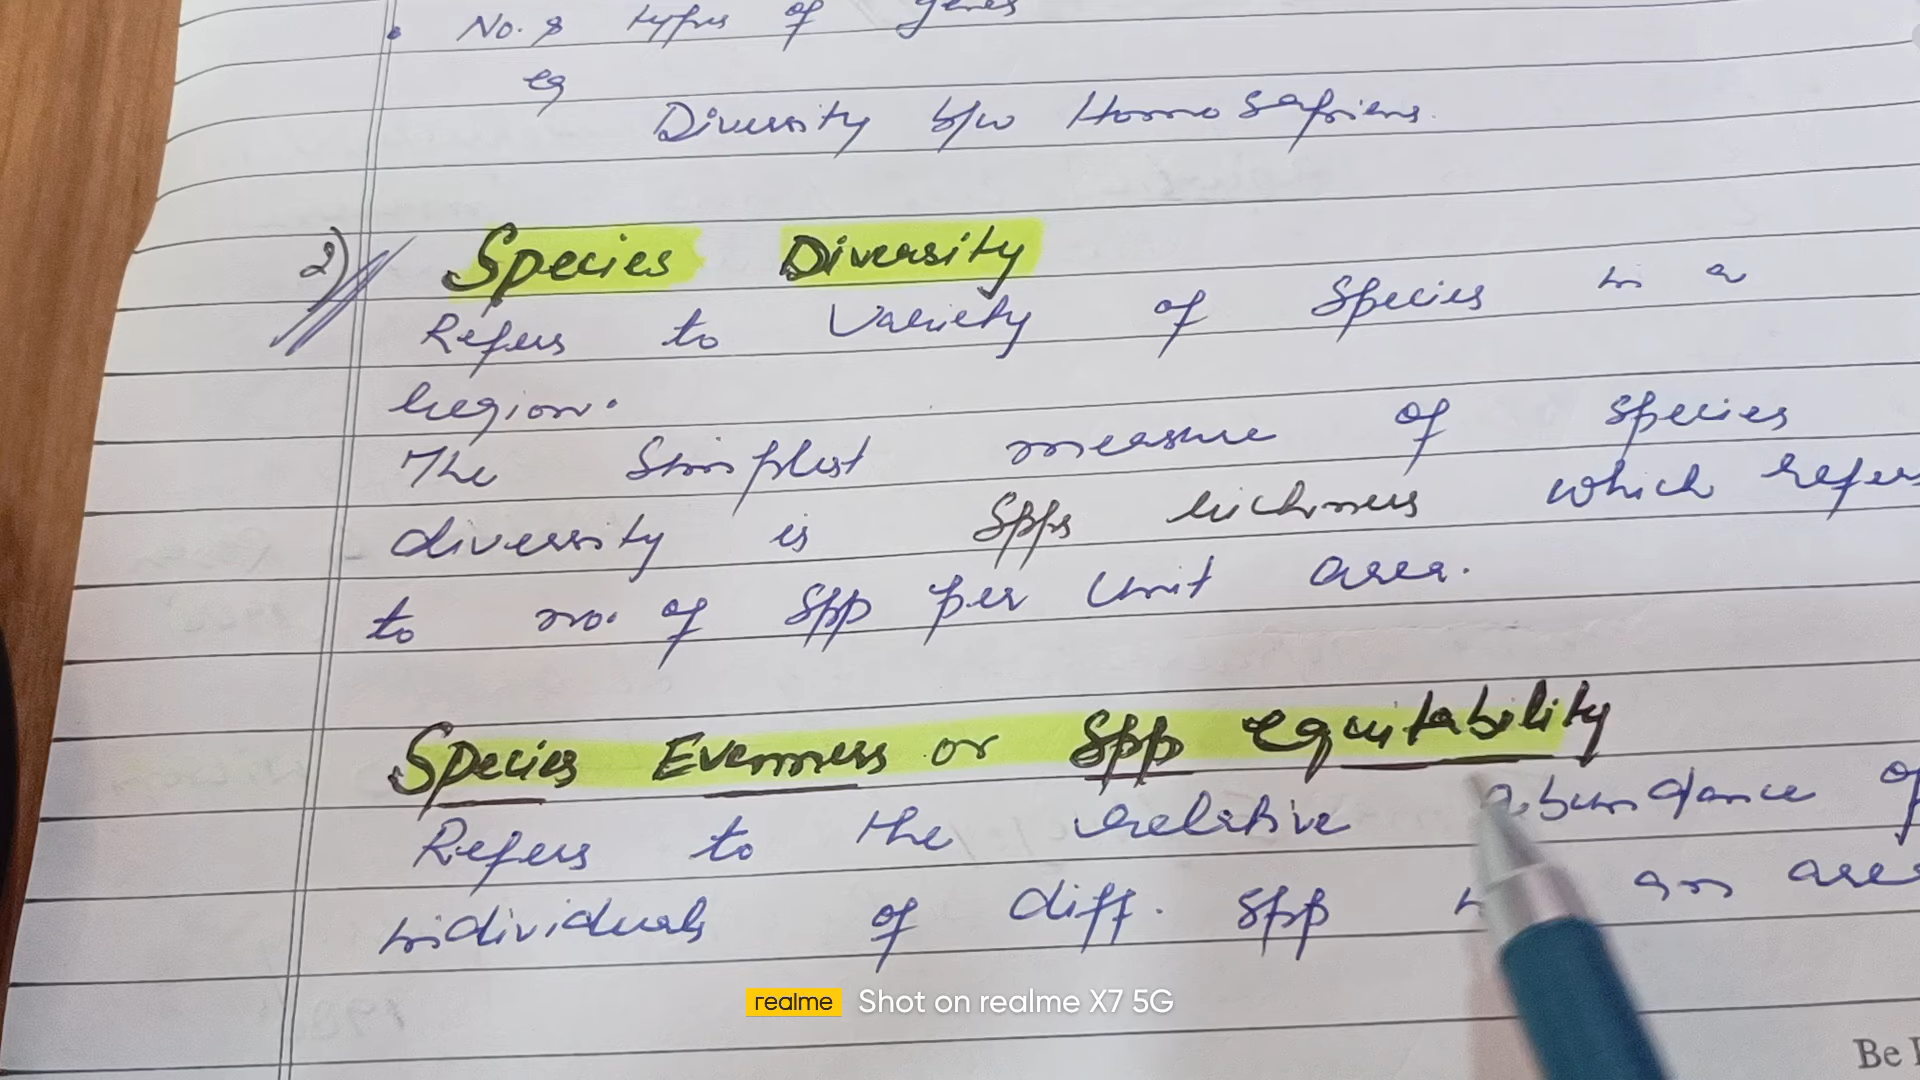 • No. & types of genes
eg
Diversity b/w Homo sapiens.
2) Species Diversity
Refers to Variety of Species in a
region.
The Simplest measure of species
diversity is Spps richness which refers
to no. of Spp per Unit area.
Species Evenness or Spp equitability
Refers to the relative abundance of
individuals of diff. Spp in an area
realme Shot on realme X7 5G
Be